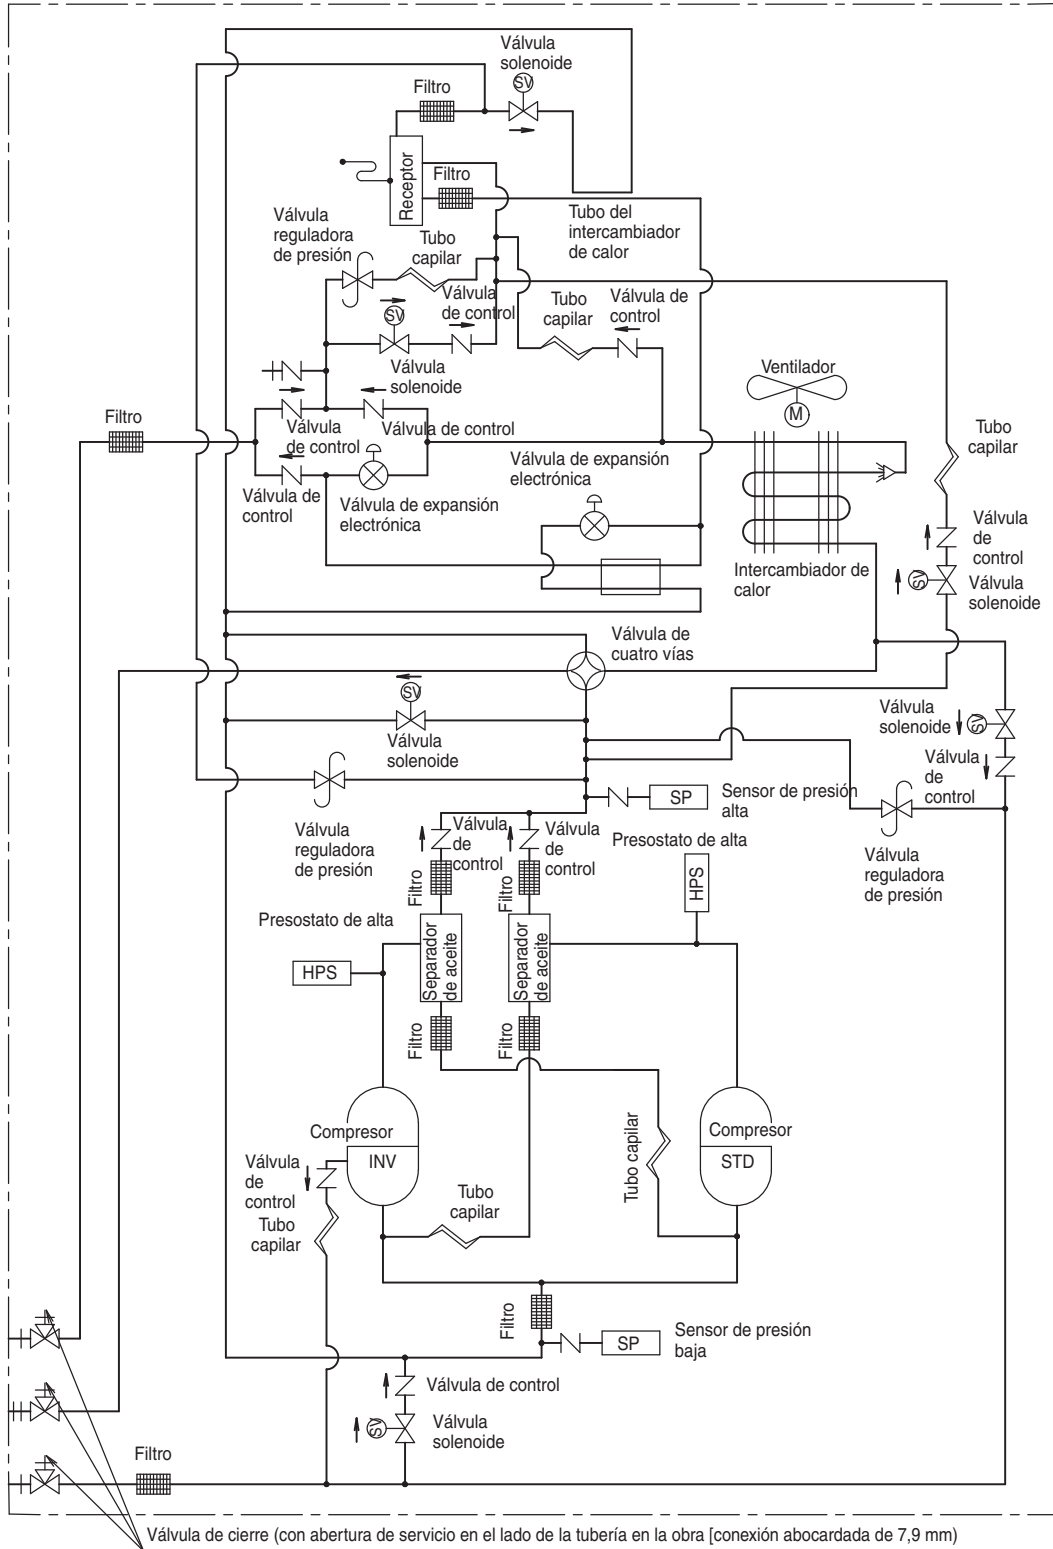 Válvula
solenoide
SV
Filtro
Receptor
Filtro
Tubo del
intercambiador
de calor
Válvula
reguladora
de presión
Tubo
capilar
Válvula
de control
SV
Válvula
solenoide
Tubo
capilar
Válvula de
control
Ventilador
M
Filtro
Válvula
de control
Válvula de control
Válvula de
control
Válvula de expansión
electrónica
Válvula de expansión
electrónica
Tubo
capilar
Válvula
de
control
SV
Válvula
solenoide
Intercambiador de
calor
Válvula de
cuatro vías
SV
Válvula
solenoide
Válvula
solenoide
SV
Válvula
de
control
Válvula
reguladora
de presión
SP
Sensor de presión
alta
Válvula
de
control
Válvula
de
control
Presostato de alta
HPS
Válvula
reguladora
de presión
Filtro
Filtro
Presostato de alta
HPS
Separador
de aceite
Separador
de aceite
Filtro
Filtro
Compresor
INV
Compresor
STD
Tubo capilar
Válvula
de
control
Tubo
capilar
Tubo
capilar
Filtro
SP
Sensor de presión
baja
Válvula de control
SV
Válvula
solenoide
Filtro
Válvula de cierre (con abertura de servicio en el lado de la tubería en la obra [conexión abocardada de 7,9 mm)